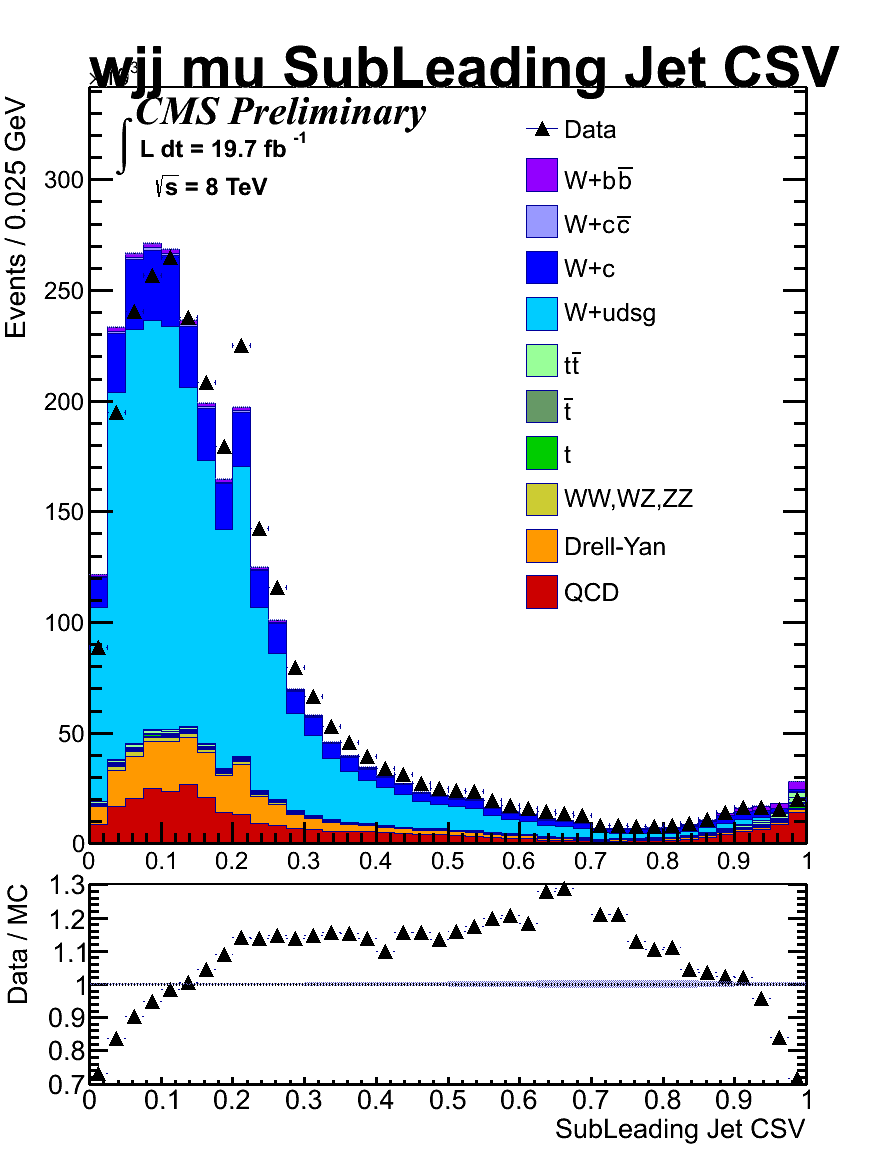 wjj mu SubLeading Jet CSV
×10³
CMS Preliminary
∫ L dt = 19.7 fb⁻¹
√s = 8 TeV
Events / 0.025 GeV
Data
W+bb̅
W+cc̅
W+c
W+udsg
tt̅
t̅
t
WW,WZ,ZZ
Drell-Yan
QCD
300
250
200
150
100
50
0
0 0.1 0.2 0.3 0.4 0.5 0.6 0.7 0.8 0.9 1
Data / MC
1.3
1.2
1.1
1
0.9
0.8
0.7
0 0.1 0.2 0.3 0.4 0.5 0.6 0.7 0.8 0.9 1
SubLeading Jet CSV